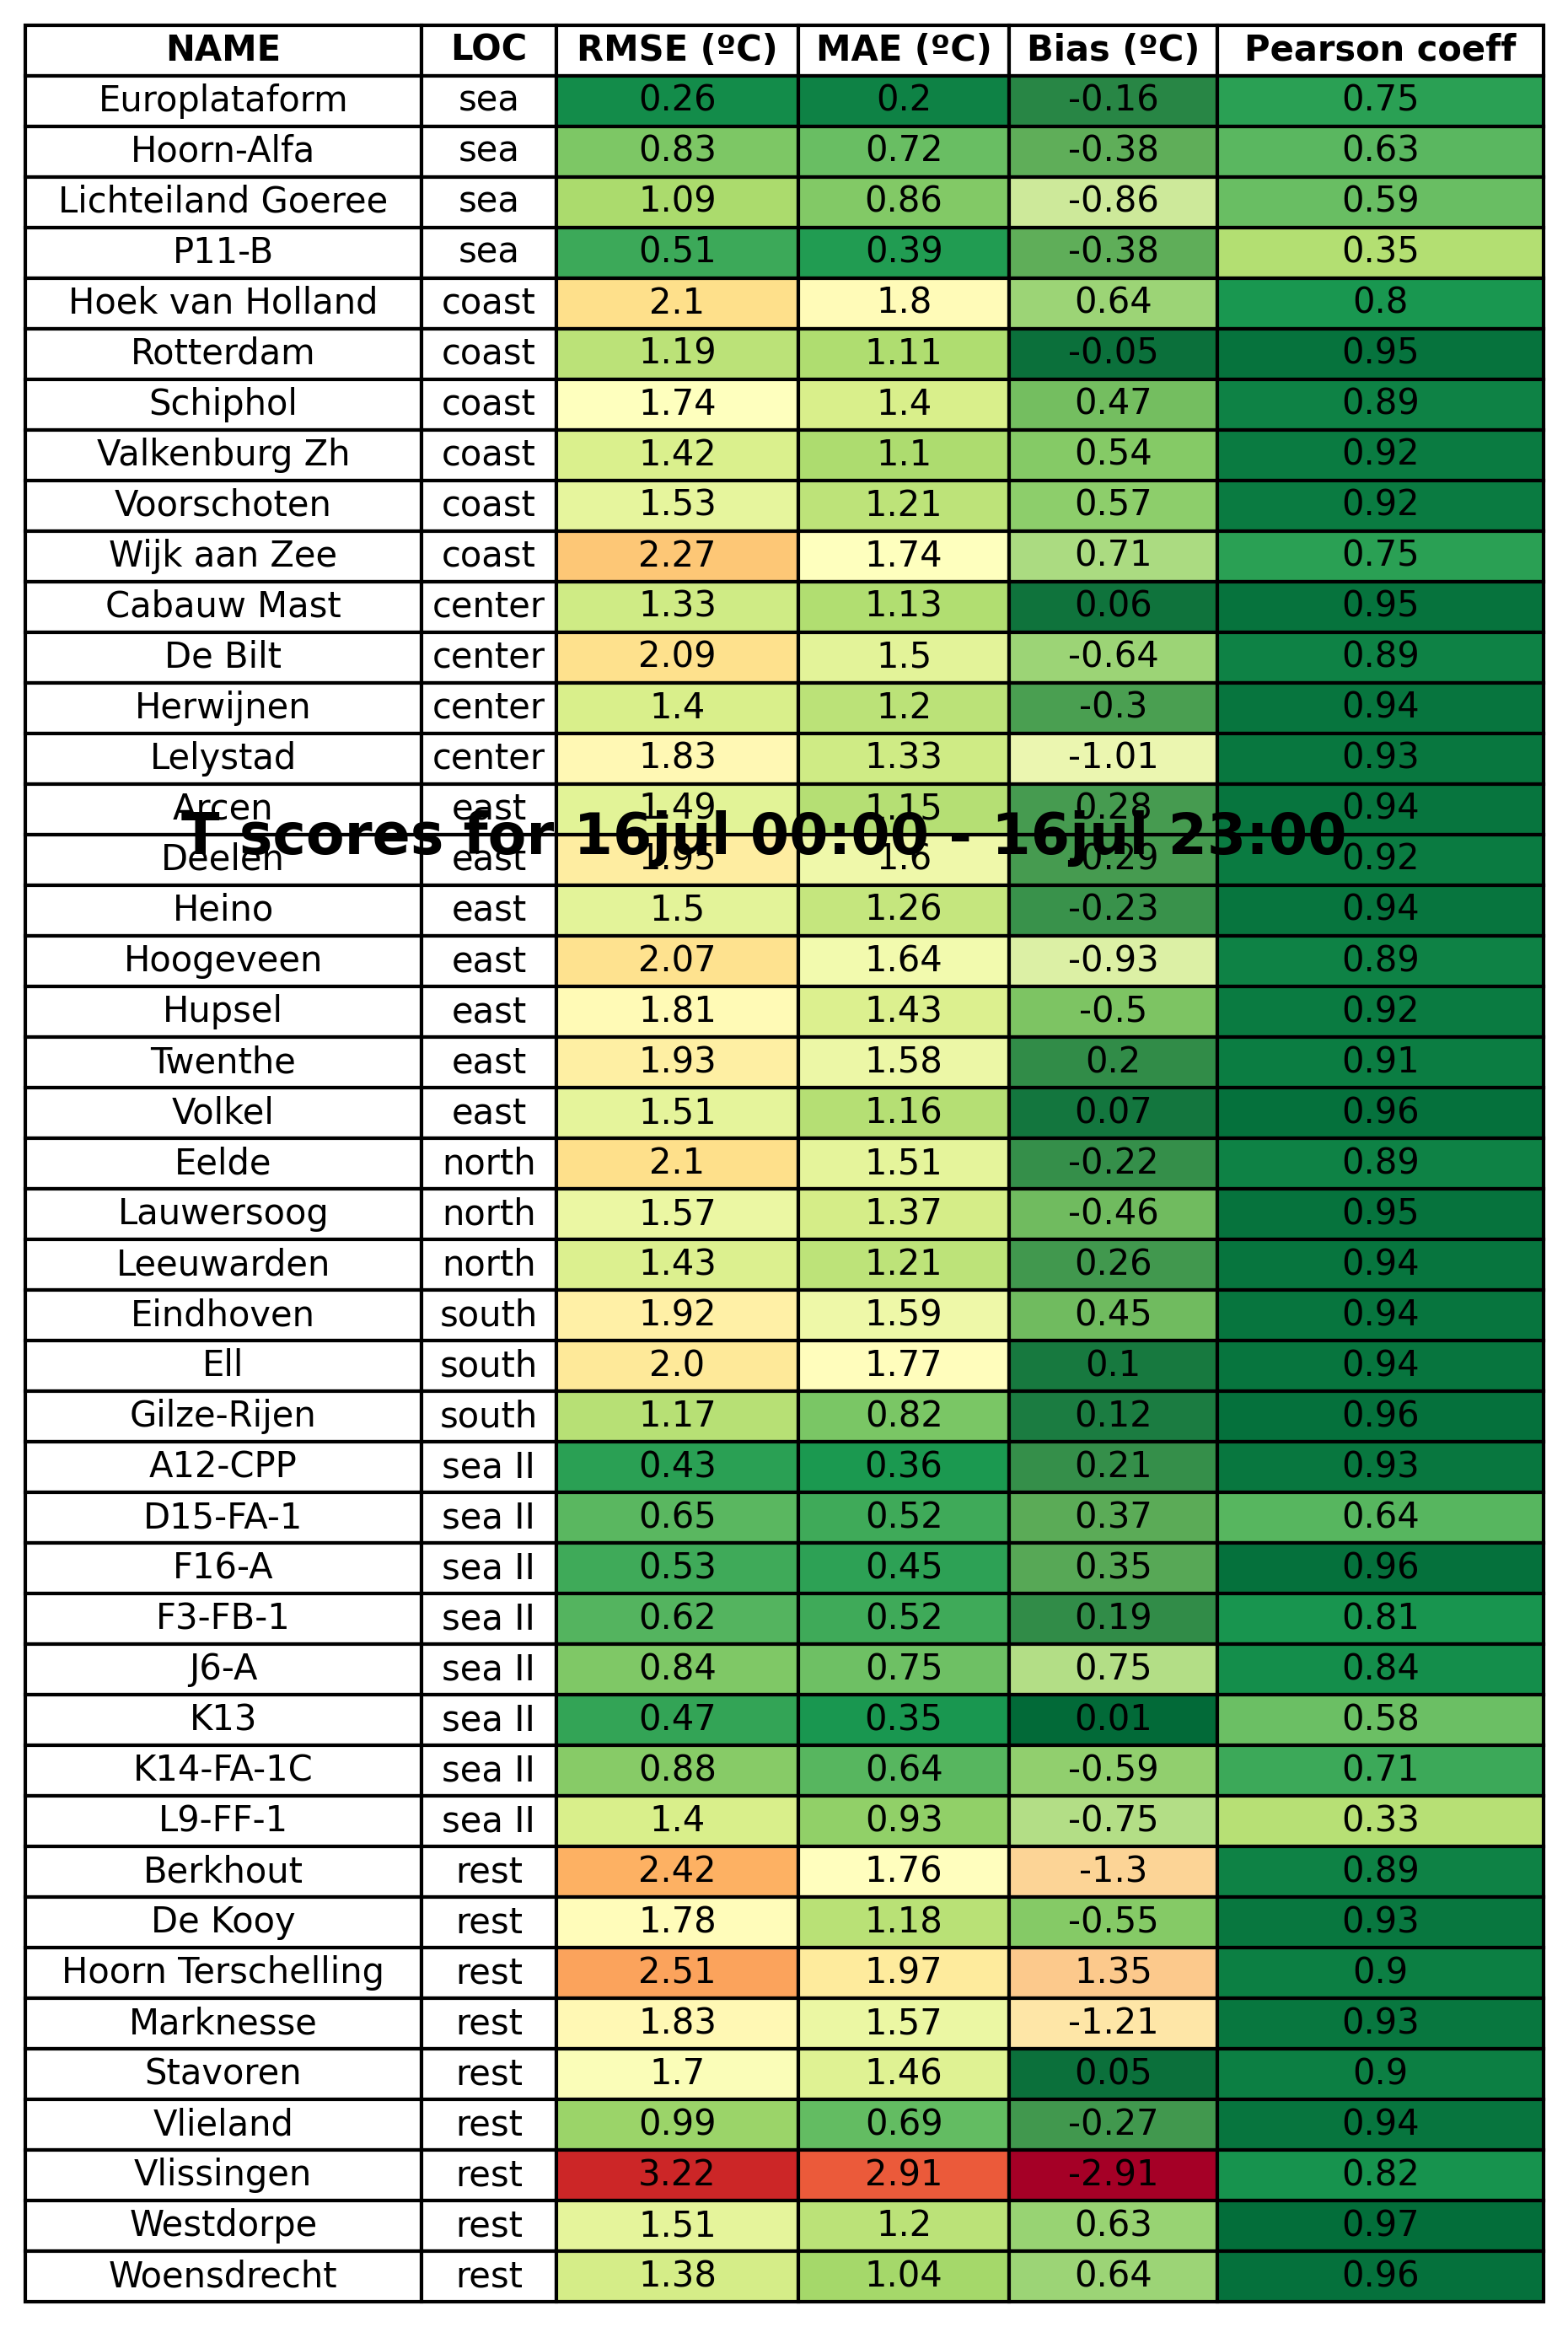 NAME LOC RMSE (ºC) MAE (ºC) Bias (ºC) Pearson coeff
Europlataform sea 0.26 0.2 -0.16 0.75
Hoorn-Alfa sea 0.83 0.72 -0.38 0.63
Lichteiland Goeree sea 1.09 0.86 -0.86 0.59
P11-B sea 0.51 0.39 -0.38 0.35
Hoek van Holland coast 2.1 1.8 0.64 0.8
Rotterdam coast 1.19 1.11 -0.05 0.95
Schiphol coast 1.74 1.4 0.47 0.89
Valkenburg Zh coast 1.42 1.1 0.54 0.92
Voorschoten coast 1.53 1.21 0.57 0.92
Wijk aan Zee coast 2.27 1.74 0.71 0.75
Cabauw Mast center 1.33 1.13 0.06 0.95
De Bilt center 2.09 1.5 -0.64 0.89
Herwijnen center 1.4 1.2 -0.3 0.94
Lelystad center 1.83 1.33 -1.01 0.93
Arcen east 1.49 1.15 0.28 0.94
T scores for 16jul 00:00 - 16jul 23:00
Deelen east 1.95 1.6 -0.29 0.92
Heino east 1.5 1.26 -0.23 0.94
Hoogeveen east 2.07 1.64 -0.93 0.89
Hupsel east 1.81 1.43 -0.5 0.92
Twenthe east 1.93 1.58 0.2 0.91
Volkel east 1.51 1.16 0.07 0.96
Eelde north 2.1 1.51 -0.22 0.89
Lauwersoog north 1.57 1.37 -0.46 0.95
Leeuwarden north 1.43 1.21 0.26 0.94
Eindhoven south 1.92 1.59 0.45 0.94
Ell south 2.0 1.77 0.1 0.94
Gilze-Rijen south 1.17 0.82 0.12 0.96
A12-CPP sea II 0.43 0.36 0.21 0.93
D15-FA-1 sea II 0.65 0.52 0.37 0.64
F16-A sea II 0.53 0.45 0.35 0.96
F3-FB-1 sea II 0.62 0.52 0.19 0.81
J6-A sea II 0.84 0.75 0.75 0.84
K13 sea II 0.47 0.35 0.01 0.58
K14-FA-1C sea II 0.88 0.64 -0.59 0.71
L9-FF-1 sea II 1.4 0.93 -0.75 0.33
Berkhout rest 2.42 1.76 -1.3 0.89
De Kooy rest 1.78 1.18 -0.55 0.93
Hoorn Terschelling rest 2.51 1.97 1.35 0.9
Marknesse rest 1.83 1.57 -1.21 0.93
Stavoren rest 1.7 1.46 0.05 0.9
Vlieland rest 0.99 0.69 -0.27 0.94
Vlissingen rest 3.22 2.91 -2.91 0.82
Westdorpe rest 1.51 1.2 0.63 0.97
Woensdrecht rest 1.38 1.04 0.64 0.96